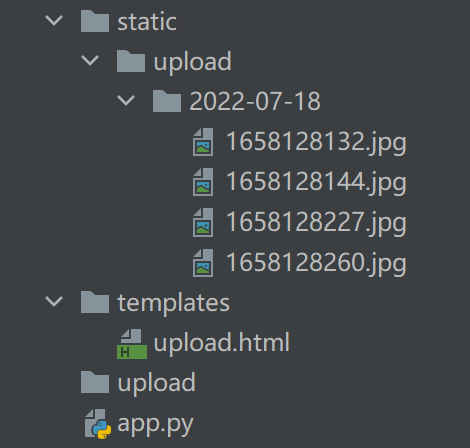 static
upload
2022-07-18
1658128132.jpg
1658128144.jpg
1658128227.jpg
1658128260.jpg
templates
H upload.html
upload
app.py